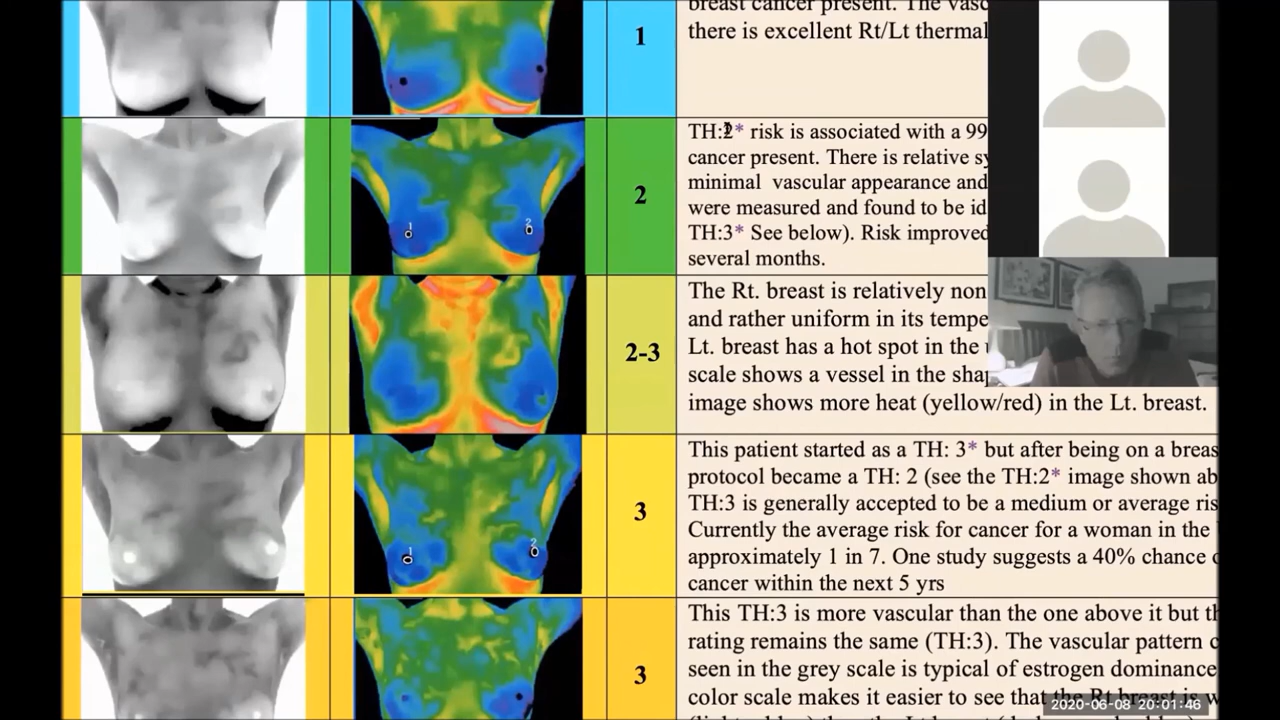 breast cancer present. The vasc
there is excellent Rt/Lt thermal
1
TH:2* risk is associated with a 99
cancer present. There is relative sy
minimal vascular appearance and
were measured and found to be id
TH:3* See below). Risk improved
several months.
2
1 2
The Rt. breast is relatively non
and rather uniform in its tempe
Lt. breast has a hot spot in the
scale shows a vessel in the shap
image shows more heat (yellow/red) in the Lt. breast.
2-3
This patient started as a TH: 3* but after being on a breas
protocol became a TH: 2 (see the TH:2* image shown ab
TH:3 is generally accepted to be a medium or average ris
Currently the average risk for cancer for a woman in the
approximately 1 in 7. One study suggests a 40% chance o
cancer within the next 5 yrs
3
1 2
This TH:3 is more vascular than the one above it but th
rating remains the same (TH:3). The vascular pattern
seen in the grey scale is typical of estrogen dominance
color scale makes it easier to see that the Rt breast is w
3
2020-06-08 20:01:46